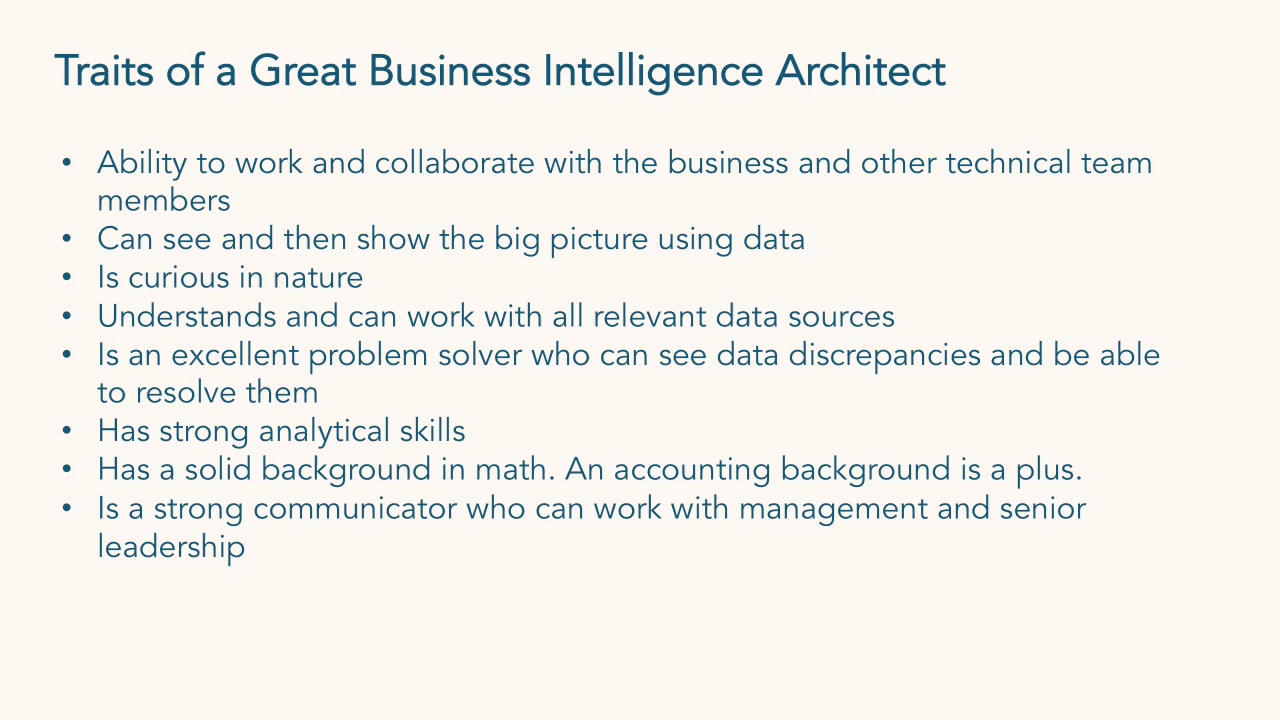 Traits of a Great Business Intelligence Architect
• Ability to work and collaborate with the business and other technical team
members
• Can see and then show the big picture using data
• Is curious in nature
• Understands and can work with all relevant data sources
• Is an excellent problem solver who can see data discrepancies and be able
to resolve them
• Has strong analytical skills
• Has a solid background in math. An accounting background is a plus.
• Is a strong communicator who can work with management and senior
leadership